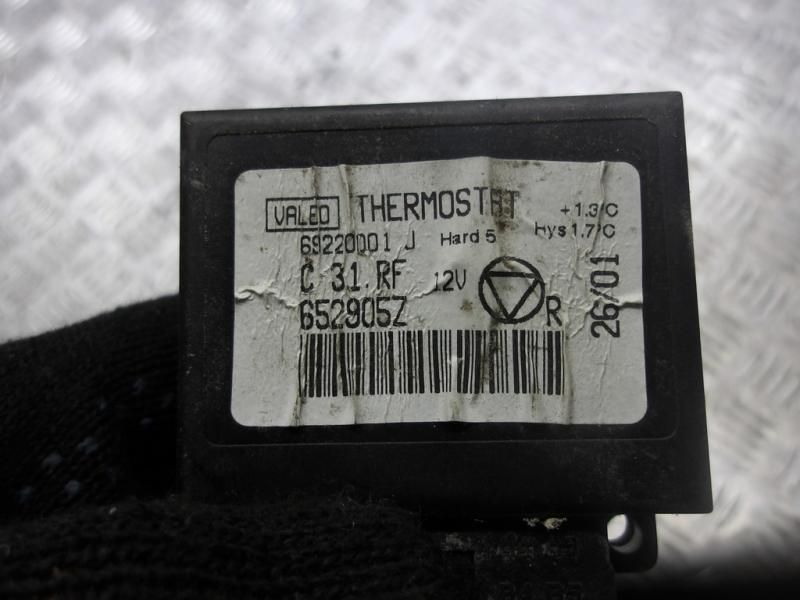 VALEO THERMOSTAT +1.3°C
69220001 J Hard 5 Hys 1.7°C
C 31.RF 12V
652905Z R
26/01